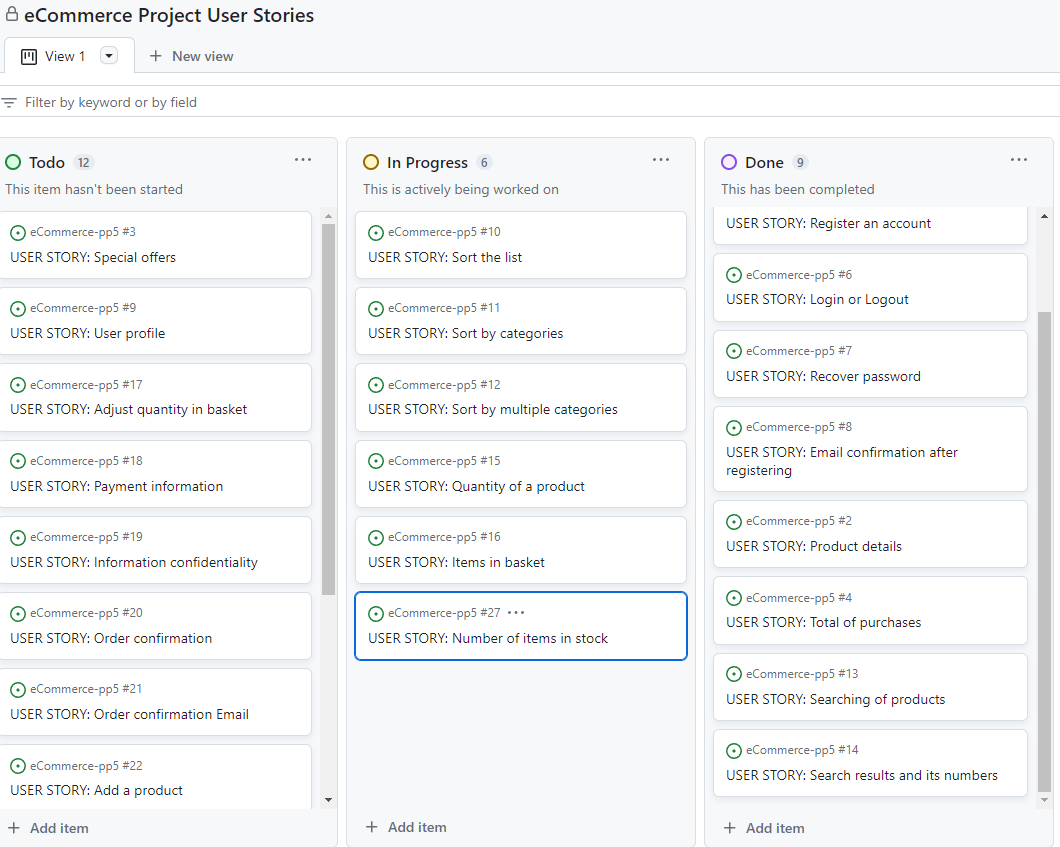 eCommerce Project User Stories
View 1
New view
Filter by keyword or by field
Todo 12
This item hasn't been started
eCommerce-pp5 #3
USER STORY: Special offers
eCommerce-pp5 #9
USER STORY: User profile
eCommerce-pp5 #17
USER STORY: Adjust quantity in basket
eCommerce-pp5 #18
USER STORY: Payment information
eCommerce-pp5 #19
USER STORY: Information confidentiality
eCommerce-pp5 #20
USER STORY: Order confirmation
eCommerce-pp5 #21
USER STORY: Order confirmation Email
eCommerce-pp5 #22
USER STORY: Add a product
Add item
In Progress 6
This is actively being worked on
eCommerce-pp5 #10
USER STORY: Sort the list
eCommerce-pp5 #11
USER STORY: Sort by categories
eCommerce-pp5 #12
USER STORY: Sort by multiple categories
eCommerce-pp5 #15
USER STORY: Quantity of a product
eCommerce-pp5 #16
USER STORY: Items in basket
eCommerce-pp5 #27
USER STORY: Number of items in stock
Add item
Done 9
This has been completed
USER STORY: Register an account
eCommerce-pp5 #6
USER STORY: Login or Logout
eCommerce-pp5 #7
USER STORY: Recover password
eCommerce-pp5 #8
USER STORY: Email confirmation after
registering
eCommerce-pp5 #2
USER STORY: Product details
eCommerce-pp5 #4
USER STORY: Total of purchases
eCommerce-pp5 #13
USER STORY: Searching of products
eCommerce-pp5 #14
USER STORY: Search results and its numbers
Add item